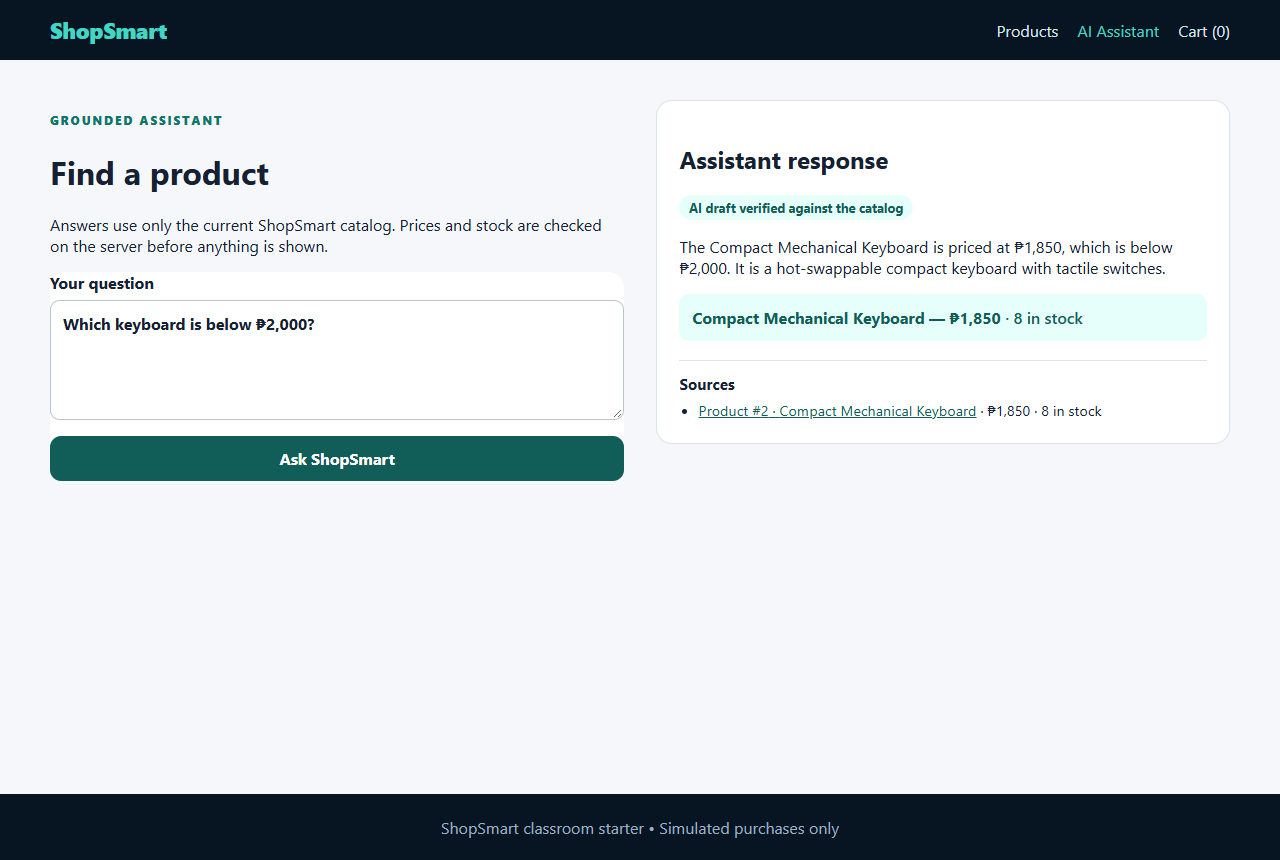 ShopSmart
Products
AI Assistant
Cart (0)
GROUNDED ASSISTANT
Find a product
Answers use only the current ShopSmart catalog. Prices and stock are checked
on the server before anything is shown.
Your question
Which keyboard is below ₱2,000?
Ask ShopSmart
Assistant response
AI draft verified against the catalog
The Compact Mechanical Keyboard is priced at ₱1,850, which is below
₱2,000. It is a hot-swappable compact keyboard with tactile switches.
Compact Mechanical Keyboard — ₱1,850 · 8 in stock
Sources
• Product #2 · Compact Mechanical Keyboard · ₱1,850 · 8 in stock
ShopSmart classroom starter • Simulated purchases only